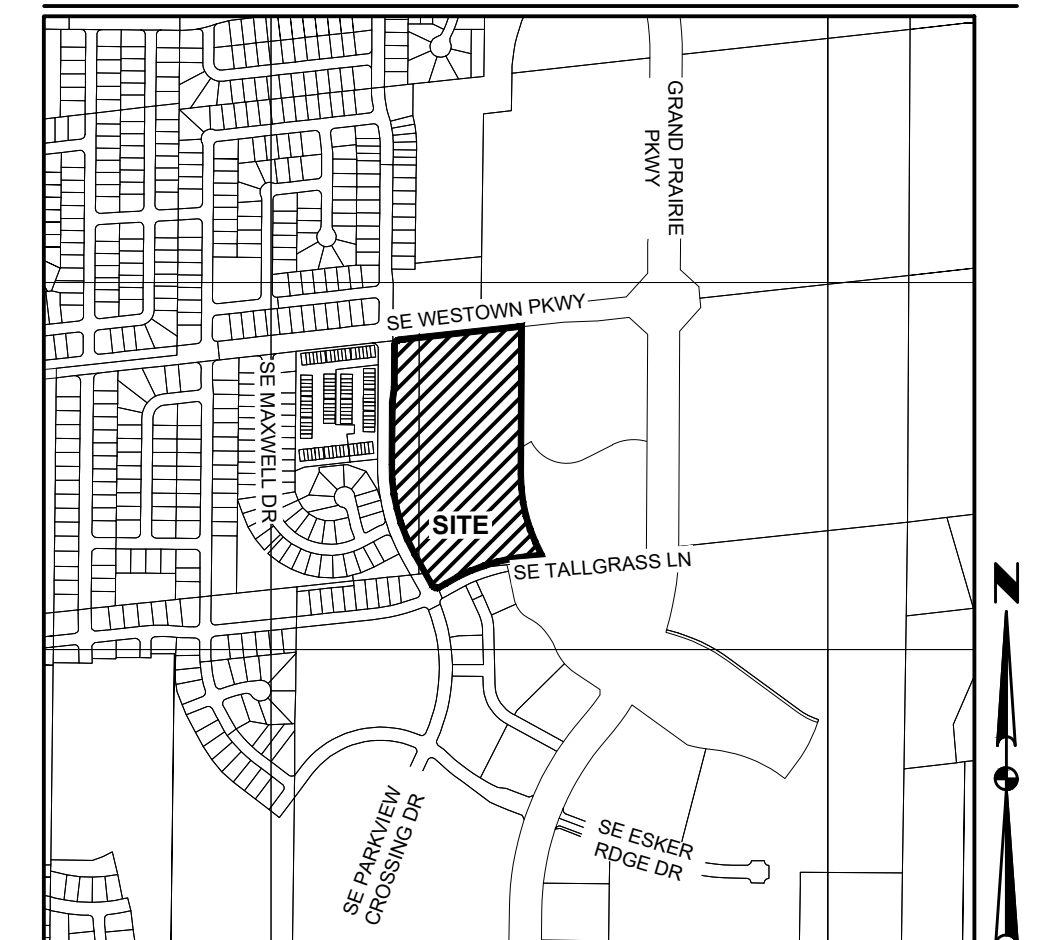 GRAND PRAIRIE
PKWY
SE WESTOWN PKWY
SE MAXWELL DR
SITE
SE TALLGRASS LN
N
SE PARKVIEW
CROSSING DR
SE ESKER
RDGE DR